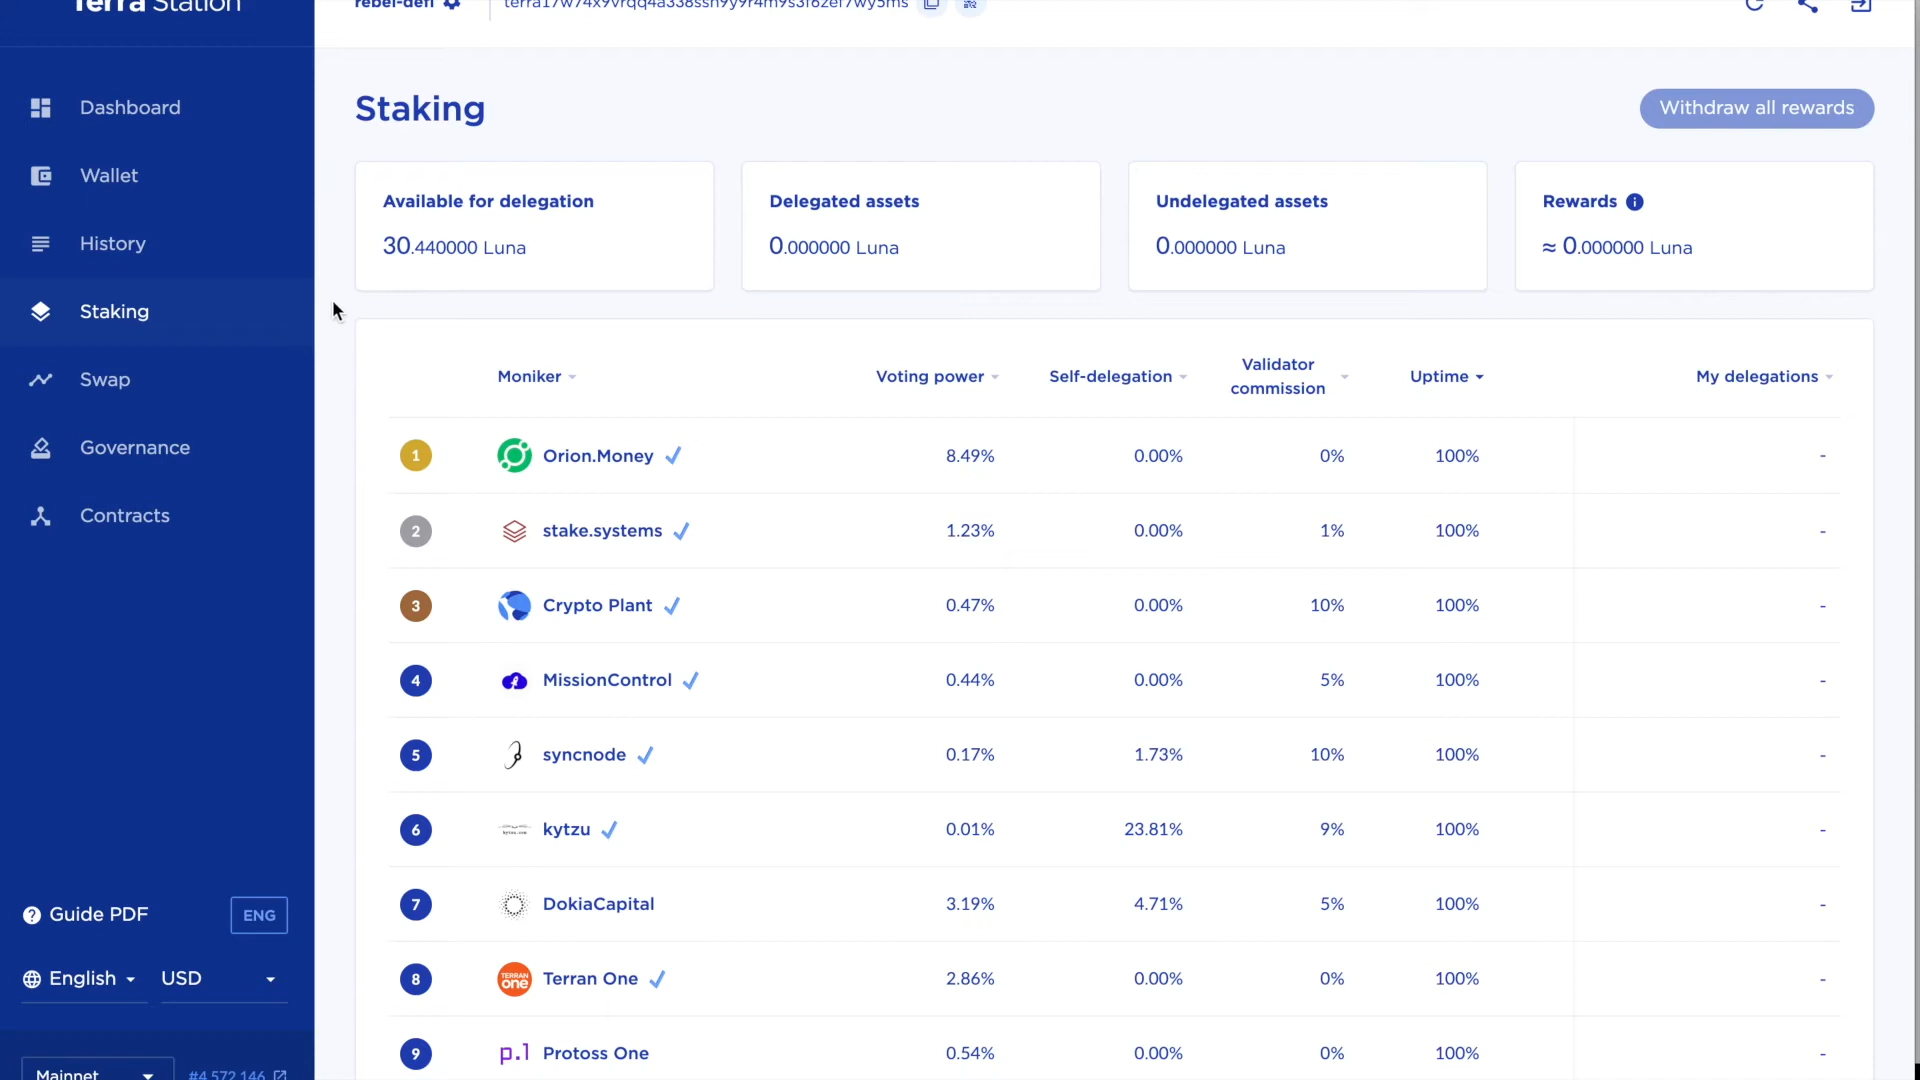 Terra Station
rebel-defi
Dashboard
Wallet
History
Staking
Swap
Governance
Contracts
Guide PDF
ENG
English
USD
Mainnet
#4,572,146
Staking
Withdraw all rewards
Available for delegation
30.440000 Luna
Delegated assets
0.000000 Luna
Undelegated assets
0.000000 Luna
Rewards
≈ 0.000000 Luna
Moniker Voting power Self-delegation Validator commission Uptime My delegations
1 Orion.Money 8.49% 0.00% 0% 100% -
2 stake.systems 1.23% 0.00% 1% 100% -
3 Crypto Plant 0.47% 0.00% 10% 100% -
4 MissionControl 0.44% 0.00% 5% 100% -
5 syncnode 0.17% 1.73% 10% 100% -
6 kytzu 0.01% 23.81% 9% 100% -
7 DokiaCapital 3.19% 4.71% 5% 100% -
8 TERRAN one Terran One 2.86% 0.00% 0% 100% -
9 p.1 Protoss One 0.54% 0.00% 0% 100% -